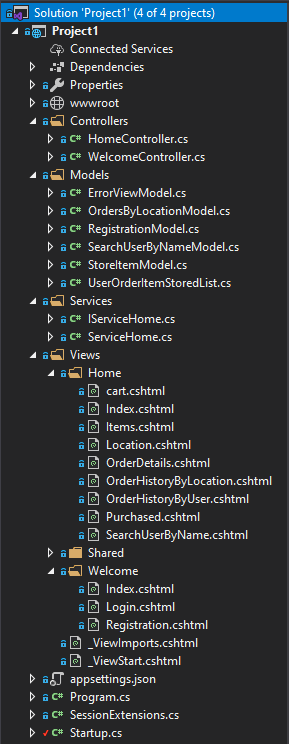 Solution 'Project1' (4 of 4 projects)
Project1
Connected Services
Dependencies
Properties
wwwroot
Controllers
C# HomeController.cs
C# WelcomeController.cs
Models
C# ErrorViewModel.cs
C# OrdersByLocationModel.cs
C# RegistrationModel.cs
C# SearchUserByNameModel.cs
C# StoreItemModel.cs
C# UserOrderItemStoredList.cs
Services
C# IServiceHome.cs
C# ServiceHome.cs
Views
Home
cart.cshtml
Index.cshtml
Items.cshtml
Location.cshtml
OrderDetails.cshtml
OrderHistoryByLocation.cshtml
OrderHistoryByUser.cshtml
Purchased.cshtml
SearchUserByName.cshtml
Shared
Welcome
Index.cshtml
Login.cshtml
Registration.cshtml
_ViewImports.cshtml
_ViewStart.cshtml
appsettings.json
C# Program.cs
C# SessionExtensions.cs
C# Startup.cs